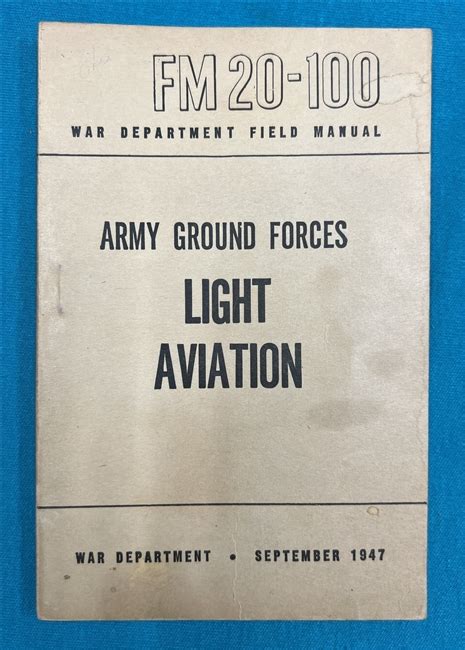 FM 20-100
WAR DEPARTMENT FIELD MANUAL
ARMY GROUND FORCES
LIGHT
AVIATION
WAR DEPARTMENT • SEPTEMBER 1947